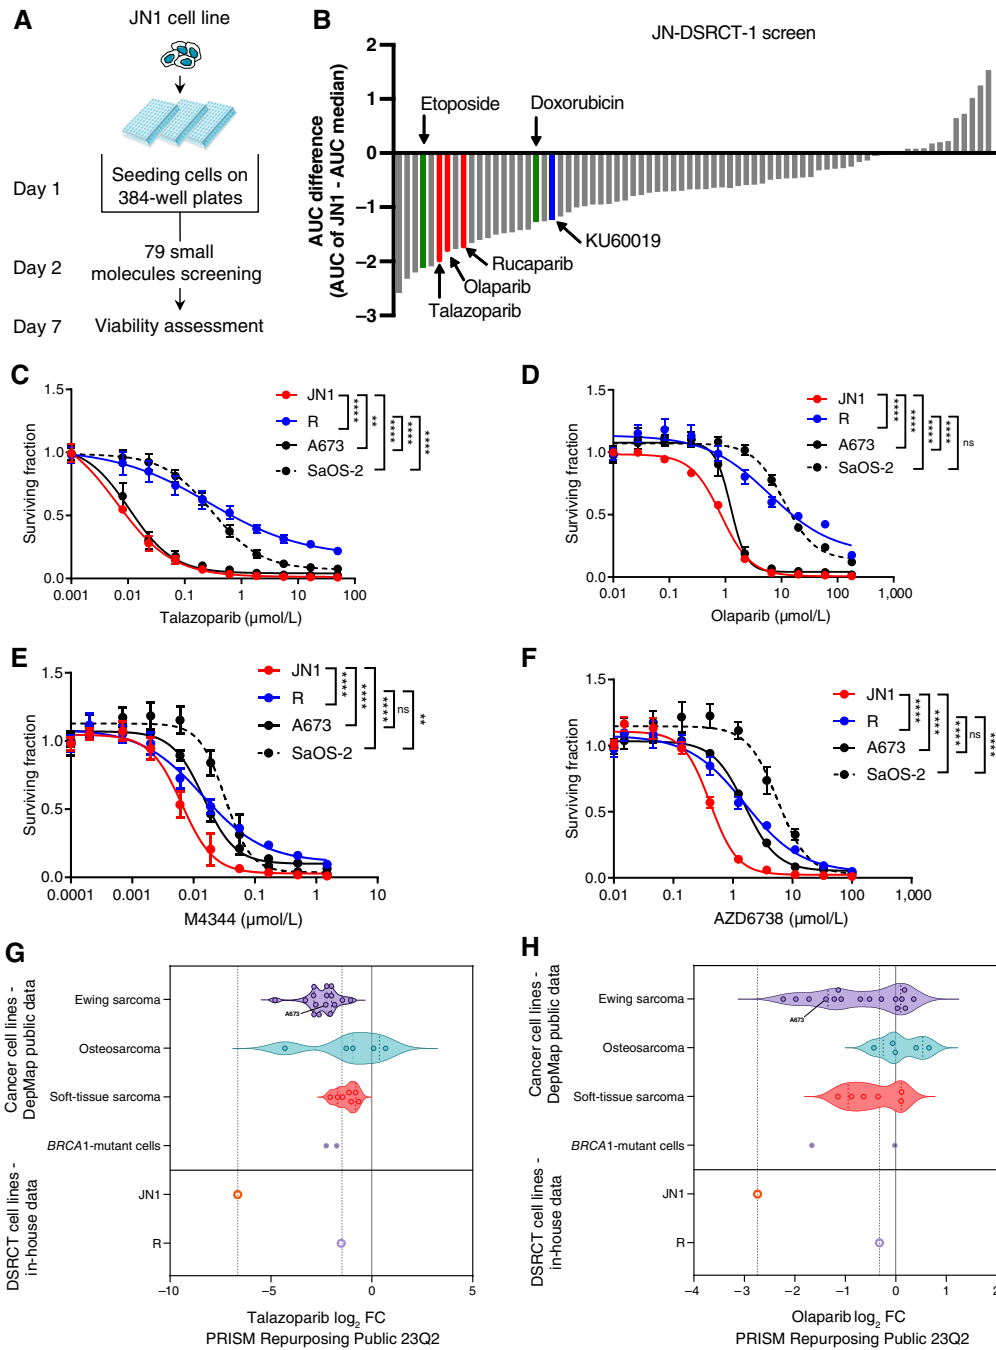 A
JN1 cell line
Day 1
Seeding cells on
384-well plates
Day 2
79 small
molecules screening
Day 7
Viability assessment
B
JN-DSRCT-1 screen
AUC difference
(AUC of JN1 - AUC median)
2
1
0
−1
−2
−3
Etoposide
Doxorubicin
KU60019
Rucaparib
Olaparib
Talazoparib
C
Surviving fraction
1.5
1.0
0.5
0.0
0.001
0.01
0.1
1
10
100
Talazoparib (μmol/L)
JN1
R
A673
SaOS-2
****
**
****
****
****
D
Surviving fraction
1.5
1.0
0.5
0.0
0.01
0.1
1
10
100
1,000
Olaparib (μmol/L)
JN1
R
A673
SaOS-2
****
****
****
****
ns
E
Surviving fraction
1.5
1.0
0.5
0.0
0.0001
0.001
0.01
0.1
1
10
M4344 (μmol/L)
JN1
R
A673
SaOS-2
****
****
****
ns
**
F
Surviving fraction
1.5
1.0
0.5
0.0
0.01
0.1
1
10
100
1,000
AZD6738 (μmol/L)
JN1
R
A673
SaOS-2
****
****
****
ns
****
G
Cancer cell lines -
DepMap public data
Ewing sarcoma
A673
Osteosarcoma
Soft-tissue sarcoma
BRCA1-mutant cells
DSRCT cell lines -
in-house data
JN1
R
−10
−5
0
5
Talazoparib log2 FC
PRISM Repurposing Public 23Q2
H
Cancer cell lines -
DepMap public data
Ewing sarcoma
A673
Osteosarcoma
Soft-tissue sarcoma
BRCA1-mutant cells
DSRCT cell lines -
in-house data
JN1
R
−4
−3
−2
−1
0
1
2
Olaparib log2 FC
PRISM Repurposing Public 23Q2